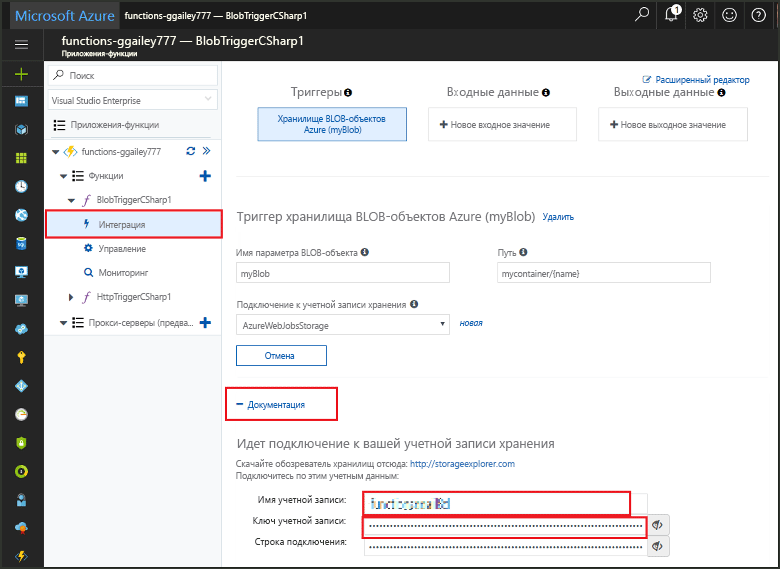 Microsoft Azure functions-ggailey777 — BlobTriggerCSharp1
1
functions-ggailey777 — BlobTriggerCSharp1
Приложения-функции
Поиск
Visual Studio Enterprise
Приложения-функции
functions-ggailey777
Функции
BlobTriggerCSharp1
Интеграция
Управление
Мониторинг
HttpTriggerCSharp1
Прокси-серверы (предва...
Расширенный редактор
Триггеры
Входные данные
Выходные данные
Хранилище BLOB-объектов
Azure (myBlob)
+ Новое входное значение
+ Новое выходное значение
Триггер хранилища BLOB-объектов Azure (myBlob) Удалить
Имя параметра BLOB-объекта
Путь
myBlob
mycontainer/{name}
Подключение к учетной записи хранения
AzureWebJobsStorage
новая
Отмена
Документация
Идет подключение к вашей учетной записи хранения
Скачайте обозреватель хранилищ отсюда: http://storageexplorer.com
Подключитесь по этим учетным данным:
Имя учетной записи:
Ключ учетной записи:
Строка подключения: